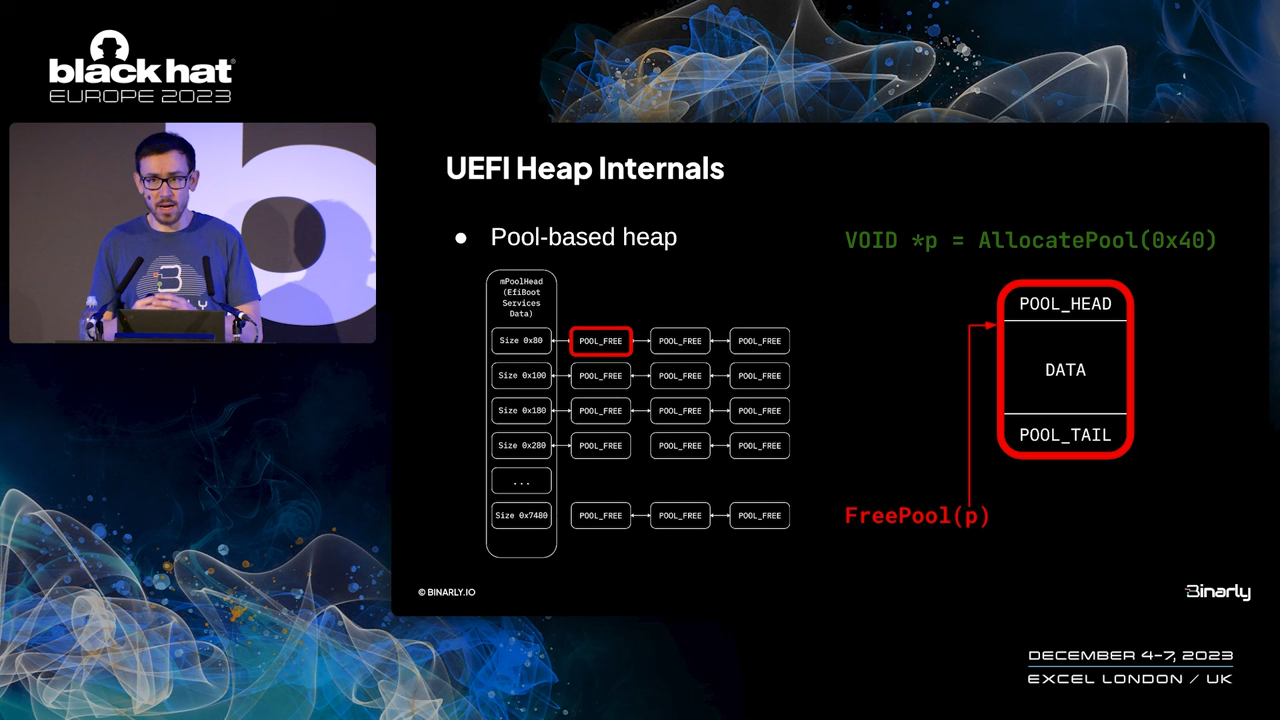 black hat
EUROPE 2023
UEFI Heap Internals
● Pool-based heap
mPoolHead
(EfiBoot
Services
Data)
Size 0x80
POOL_FREE
POOL_FREE
POOL_FREE
Size 0x100
POOL_FREE
POOL_FREE
POOL_FREE
Size 0x180
POOL_FREE
POOL_FREE
POOL_FREE
Size 0x280
POOL_FREE
POOL_FREE
POOL_FREE
...
Size 0x7480
POOL_FREE
POOL_FREE
POOL_FREE
VOID *p = AllocatePool(0x40)
POOL_HEAD
DATA
POOL_TAIL
FreePool(p)
© BINARLY.IO
Binarly
DECEMBER 4-7, 2023
EXCEL LONDON / UK